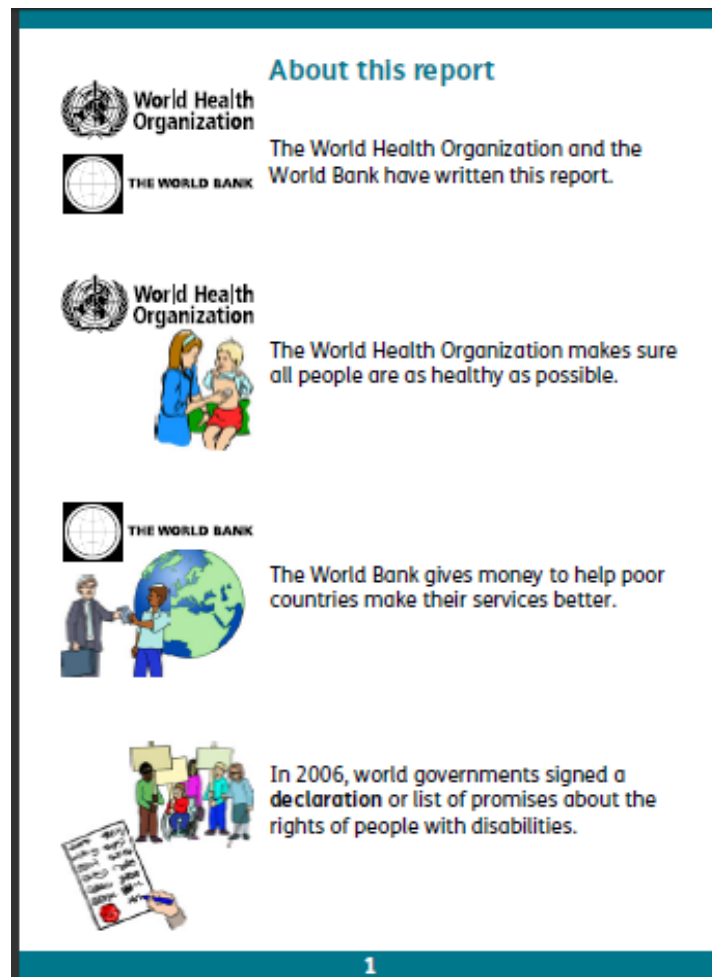 About this report
World Health
Organization
THE WORLD BANK
The World Health Organization and the
World Bank have written this report.
World Health
Organization
The World Health Organization makes sure
all people are as healthy as possible.
THE WORLD BANK
The World Bank gives money to help poor
countries make their services better.
In 2006, world governments signed a
declaration or list of promises about the
rights of people with disabilities.
1